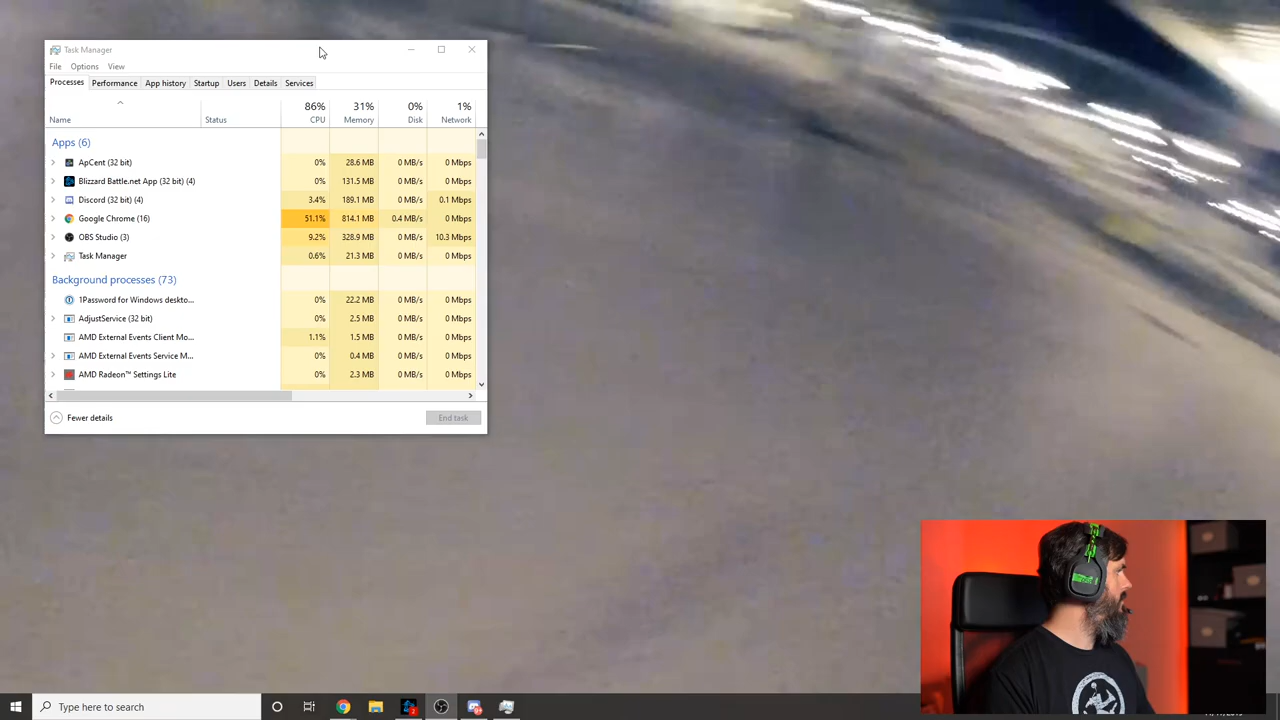 Task Manager
File Options View
Processes Performance App history Startup Users Details Services
86% 31% 0% 1%
Name Status CPU Memory Disk Network
Apps (6)
ApCent (32 bit) 0% 28.6 MB 0 MB/s 0 Mbps
Blizzard Battle.net App (32 bit) (4) 0% 131.5 MB 0 MB/s 0 Mbps
Discord (32 bit) (4) 3.4% 189.1 MB 0 MB/s 0.1 Mbps
Google Chrome (16) 51.1% 814.1 MB 0.4 MB/s 0 Mbps
OBS Studio (3) 9.2% 328.9 MB 0 MB/s 10.3 Mbps
Task Manager 0.6% 21.3 MB 0 MB/s 0 Mbps
Background processes (73)
1Password for Windows deskto... 0% 22.2 MB 0 MB/s 0 Mbps
AdjustService (32 bit) 0% 2.5 MB 0 MB/s 0 Mbps
AMD External Events Client Mo... 1.1% 1.5 MB 0 MB/s 0 Mbps
AMD External Events Service M... 0% 0.4 MB 0 MB/s 0 Mbps
AMD Radeon™ Settings Lite 0% 2.3 MB 0 MB/s 0 Mbps
Fewer details End task
Type here to search